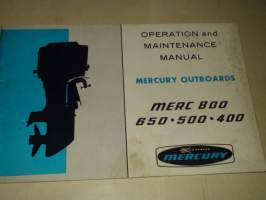 OPERATION and
MAINTENANCE
MANUAL
MERCURY OUTBOARDS
MERC 800
650 • 500 • 400
MERCURY